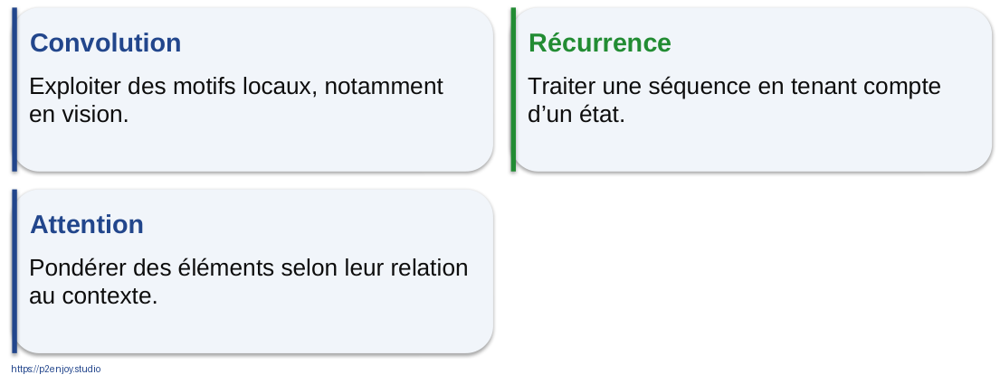 Convolution
Exploiter des motifs locaux, notamment
en vision.
Récurrence
Traiter une séquence en tenant compte
d’un état.
Attention
Pondérer des éléments selon leur relation
au contexte.
https://p2enjoy.studio